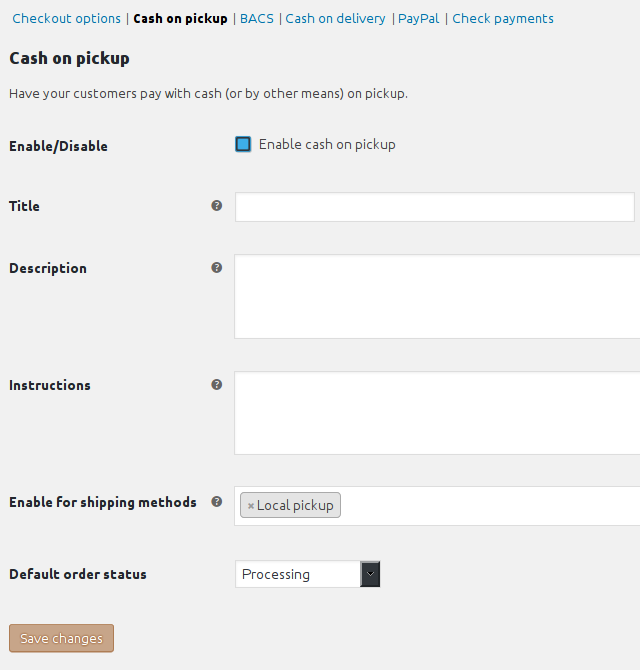 Checkout options | Cash on pickup | BACS | Cash on delivery | PayPal | Check payments
Cash on pickup
Have your customers pay with cash (or by other means) on pickup.
Enable/Disable Enable cash on pickup
Title ?
Description ?
Instructions ?
Enable for shipping methods ? × Local pickup
Default order status Processing
Save changes